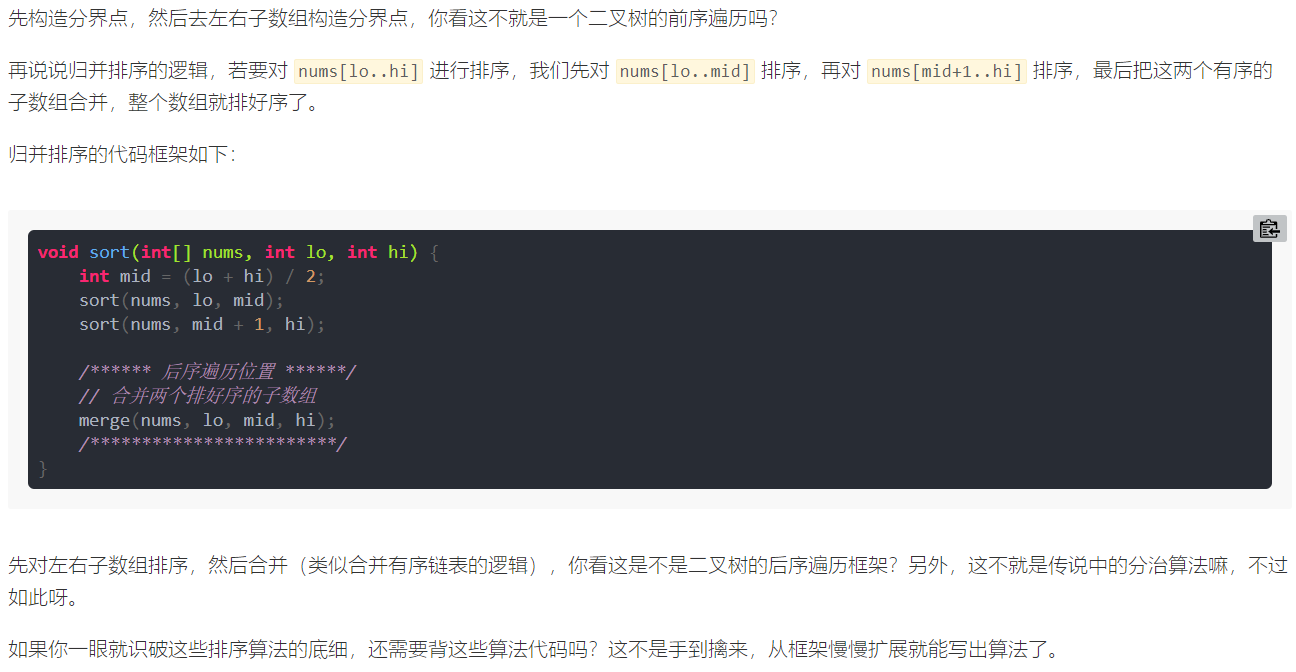 先构造分界点，然后去左右子数组构造分界点，你看这不就是一个二叉树的前序遍历吗？
再说说归并排序的逻辑，若要对 nums[lo..hi] 进行排序，我们先对 nums[lo..mid] 排序，再对 nums[mid+1..hi] 排序，最后把这两个有序的
子数组合并，整个数组就排好序了。
归并排序的代码框架如下：
void sort(int[] nums, int lo, int hi) {
    int mid = (lo + hi) / 2;
    sort(nums, lo, mid);
    sort(nums, mid + 1, hi);
    /****** 后序遍历位置 ******/
    // 合并两个排好序的子数组
    merge(nums, lo, mid, hi);
    /************************/
}
先对左右子数组排序，然后合并（类似合并有序链表的逻辑），你看这是不是二叉树的后序遍历框架？另外，这不就是传说中的分治算法嘛，不过
如此呀。
如果你一眼就识破这些排序算法的底细，还需要背这些算法代码吗？这不是手到擒来，从框架慢慢扩展就能写出算法了。